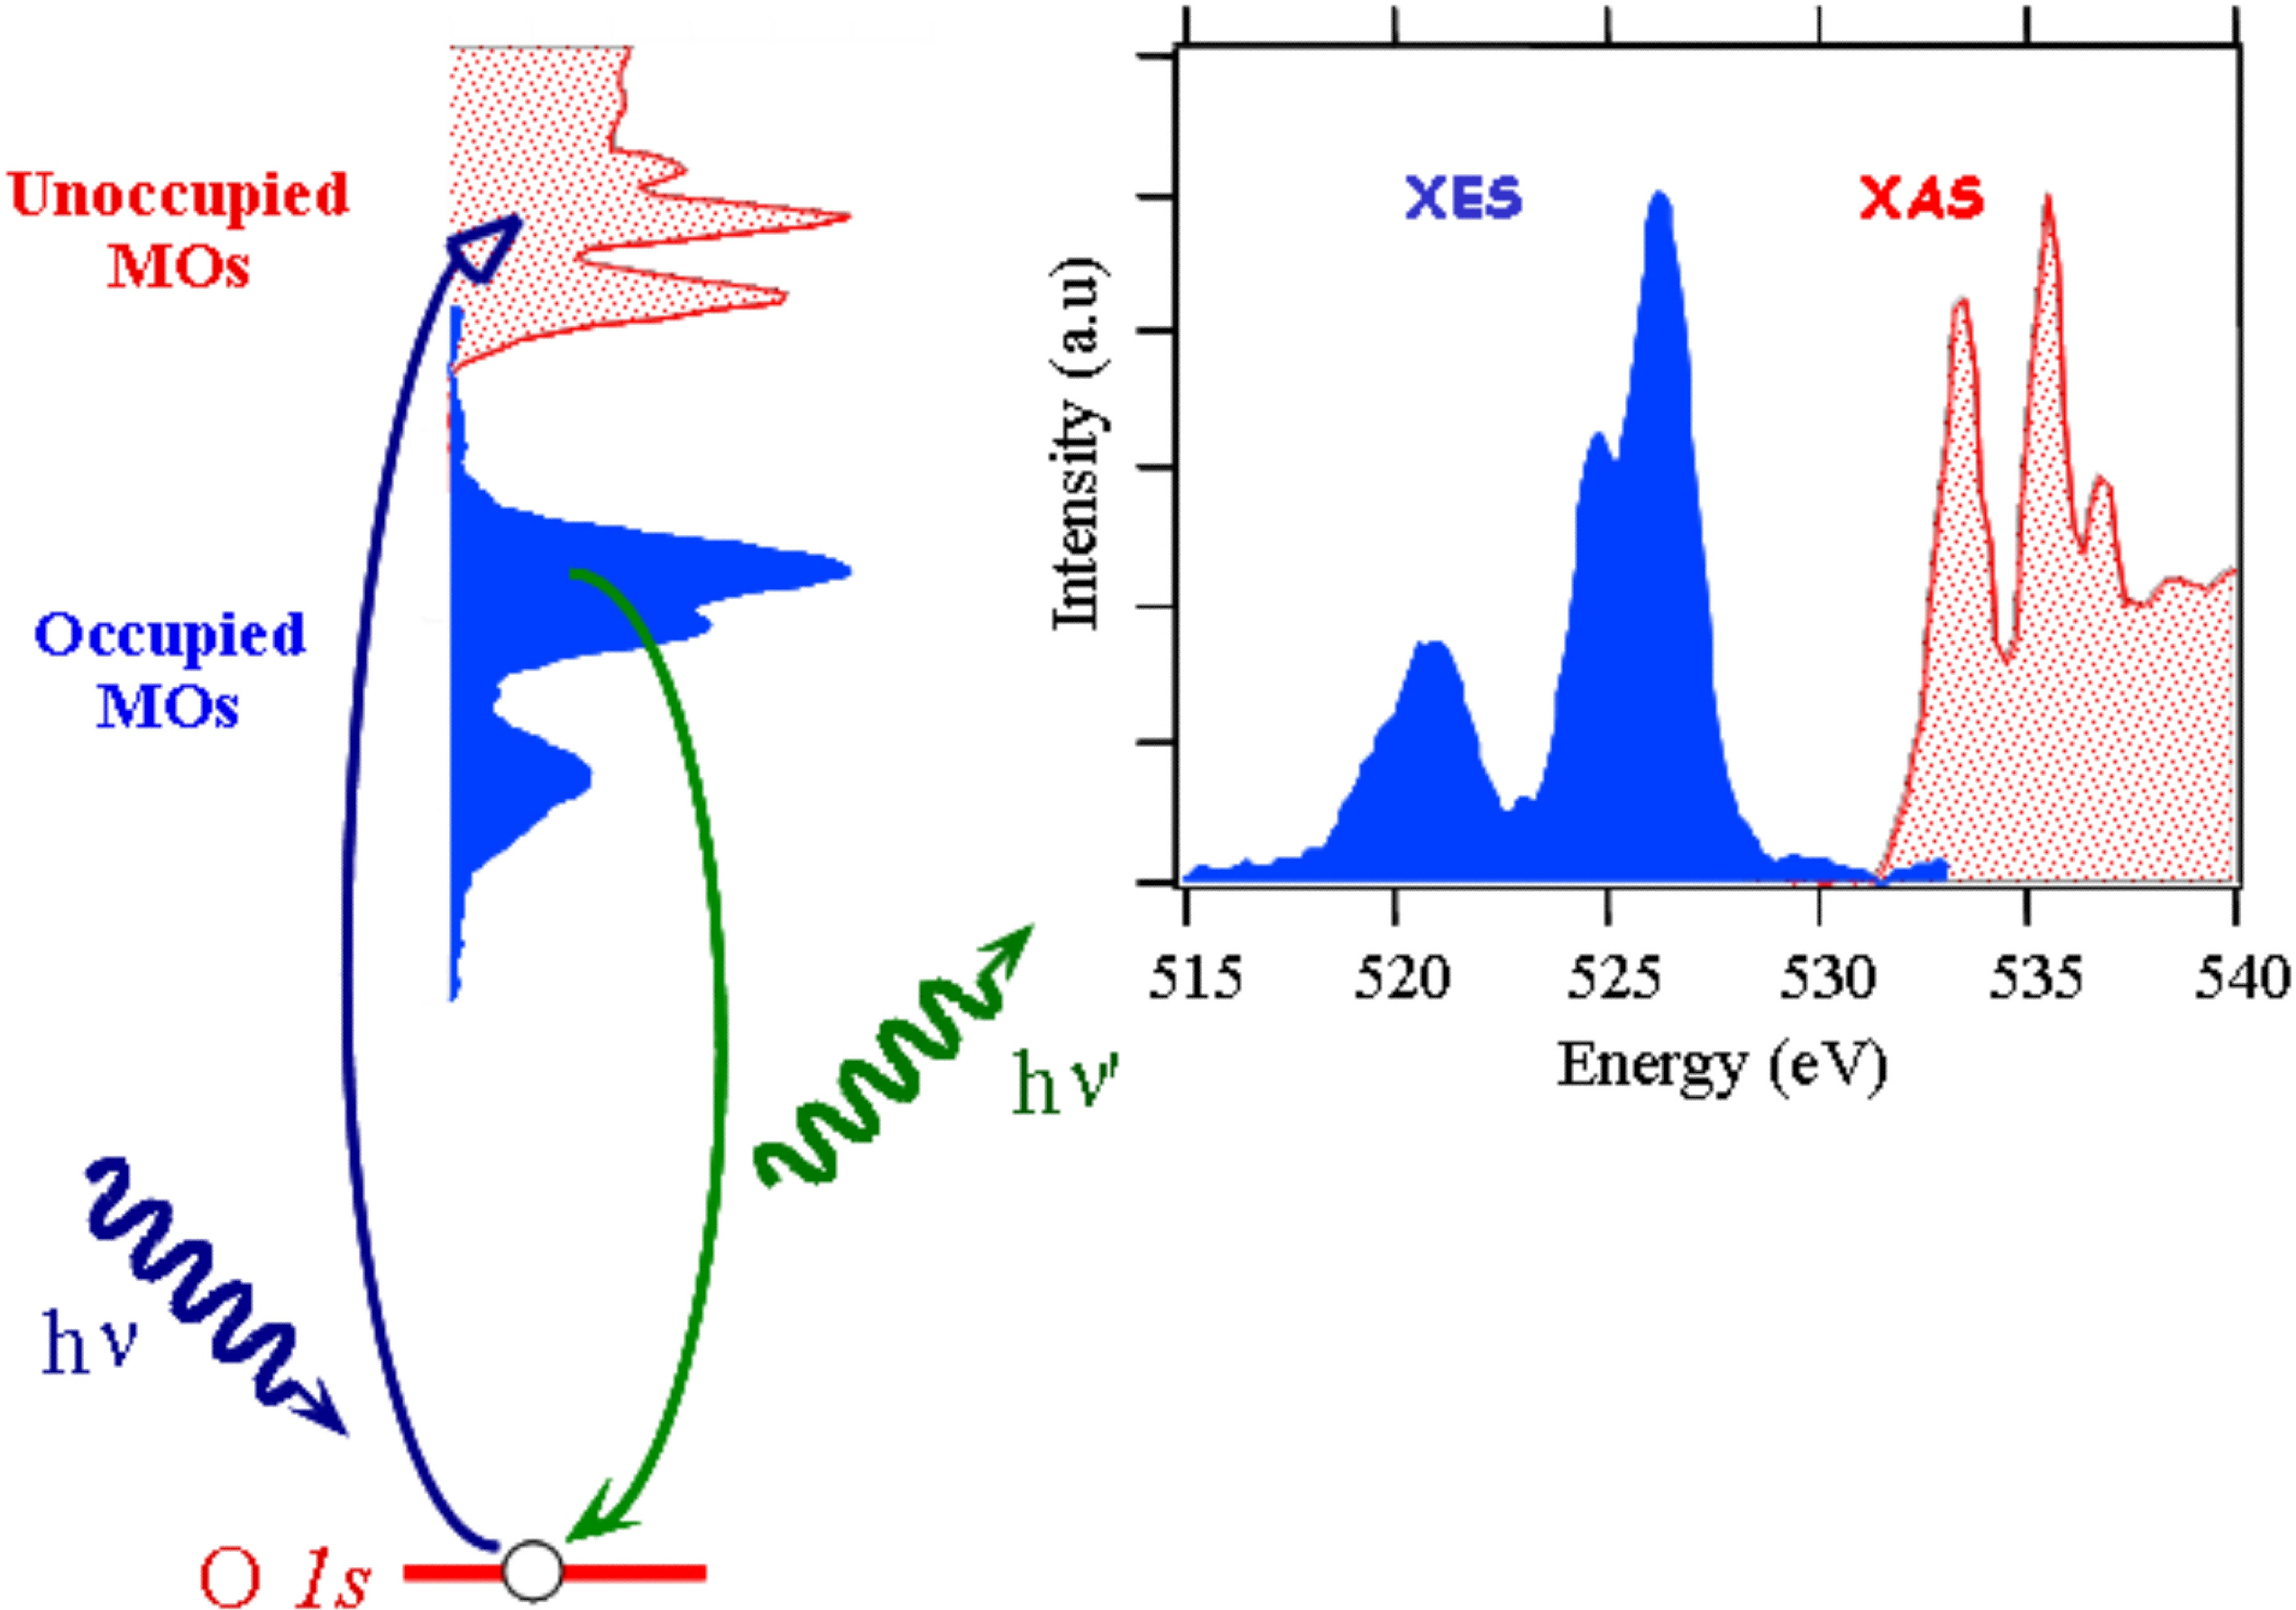 Unoccupied
MOs
Occupied
MOs
hν
hν'
O 1s
XES
XAS
Intensity (a.u)
515 520 525 530 535 540
Energy (eV)